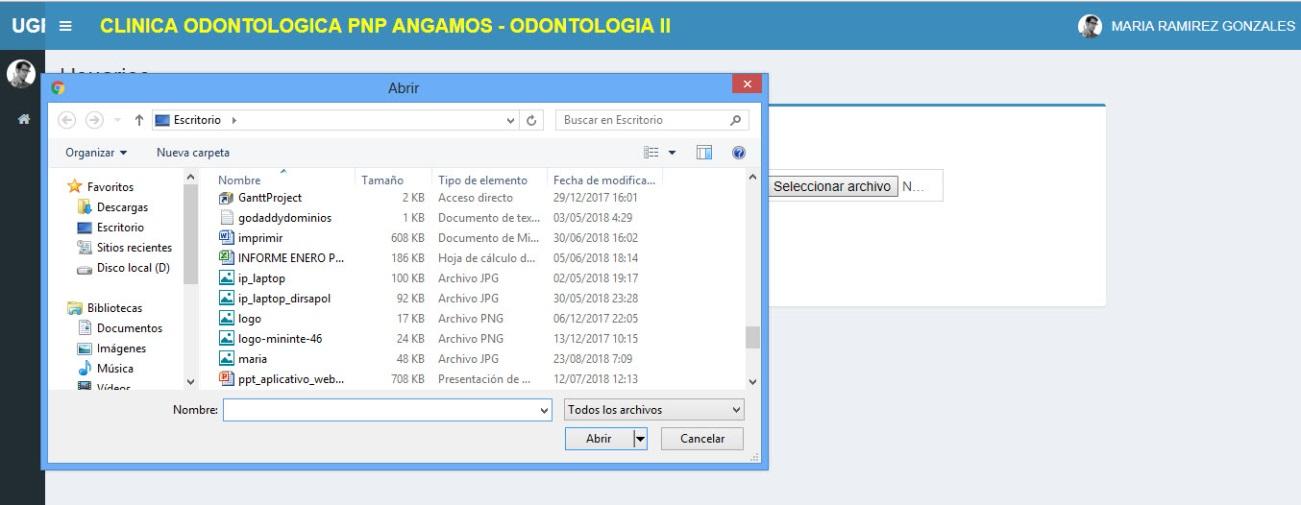 UGI ≡ CLINICA ODONTOLOGICA PNP ANGAMOS - ODONTOLOGIA II MARIA RAMIREZ GONZALES
Abrir
Escritorio Buscar en Escritorio
Organizar Nueva carpeta
Nombre Tamaño Tipo de elemento Fecha de modifica...
Favoritos
Descargas
Escritorio
Sitios recientes
Disco local (D)
Bibliotecas
Documentos
Imágenes
Música
Vídeos
GanttProject 2 KB Acceso directo 29/12/2017 16:01
godaddydominios 1 KB Documento de tex... 03/05/2018 4:29
imprimir 608 KB Documento de Mi... 30/06/2018 16:02
INFORME ENERO P... 186 KB Hoja de cálculo d... 05/06/2018 18:14
ip_laptop 100 KB Archivo JPG 02/05/2018 19:17
ip_laptop_dirsapol 92 KB Archivo JPG 30/05/2018 23:28
logo 17 KB Archivo PNG 06/12/2017 22:05
logo-mininte-46 24 KB Archivo PNG 13/12/2017 10:15
maria 48 KB Archivo JPG 23/08/2018 7:09
ppt_aplicativo_web... 708 KB Presentación de ... 12/07/2018 12:13
Seleccionar archivo N...
Nombre: Todos los archivos
Abrir Cancelar